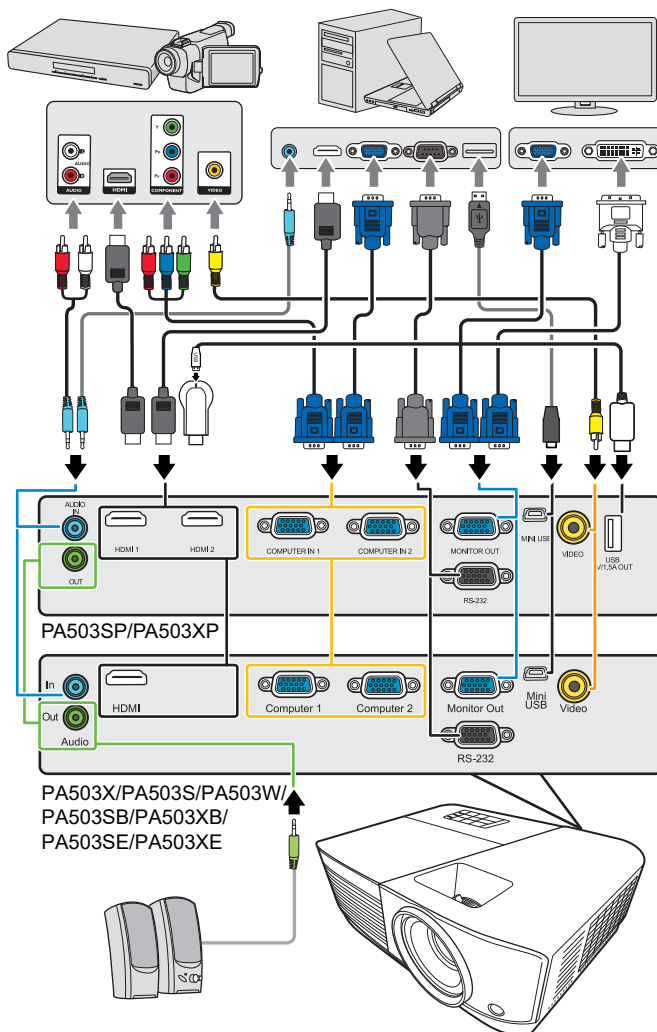 Y
AUDIO
PB
PR
AUDIO
HDMI
COMPONENT
VIDEO
USB
AUDIO
IN
OUT
HDMI 1
HDMI 2
COMPUTER IN 1
COMPUTER IN 2
MONITOR OUT
RS-232
MINI USB
VIDEO
USB
/1.5A OUT
PA503SP/PA503XP
In
Out
Audio
HDMI
Computer 1
Computer 2
Monitor Out
RS-232
Mini
USB
Video
PA503X/PA503S/PA503W/
PA503SB/PA503XB/
PA503SE/PA503XE